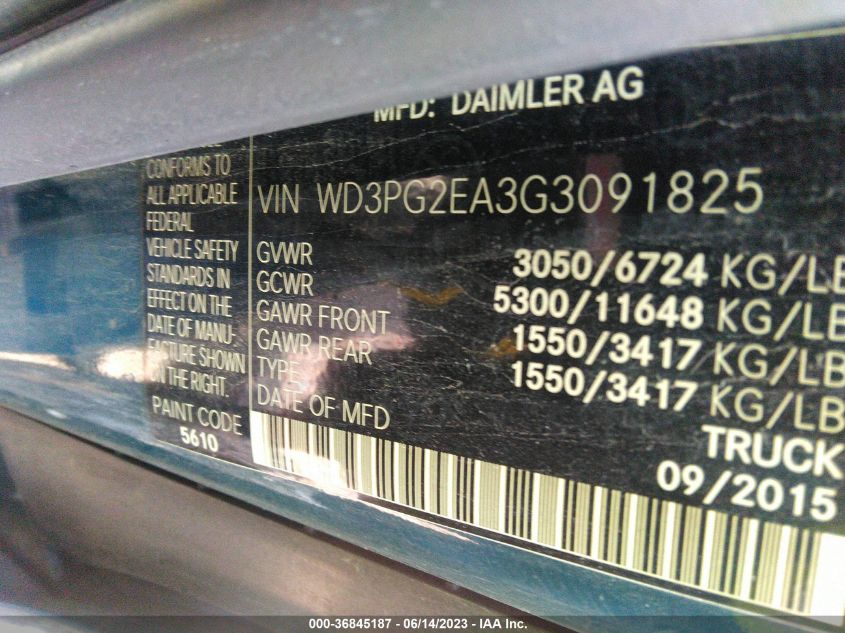 MFD: DAIMLER AG
CONFORMS TO
ALL APPLICABLE
FEDERAL
VEHICLE SAFETY
STANDARDS IN
EFFECT ON THE
DATE OF MANU-
FACTURE SHOWN
ON THE RIGHT.
PAINT CODE
5610
VIN WD3PG2EA3G3091825
GVWR 3050/6724 KG/LB
GCWR 5300/11648 KG/LB
GAWR FRONT 1550/3417 KG/LB
GAWR REAR 1550/3417 KG/LB
TYPE TRUCK
DATE OF MFD 09/2015
000-36845187 - 06/14/2023 - IAA Inc.